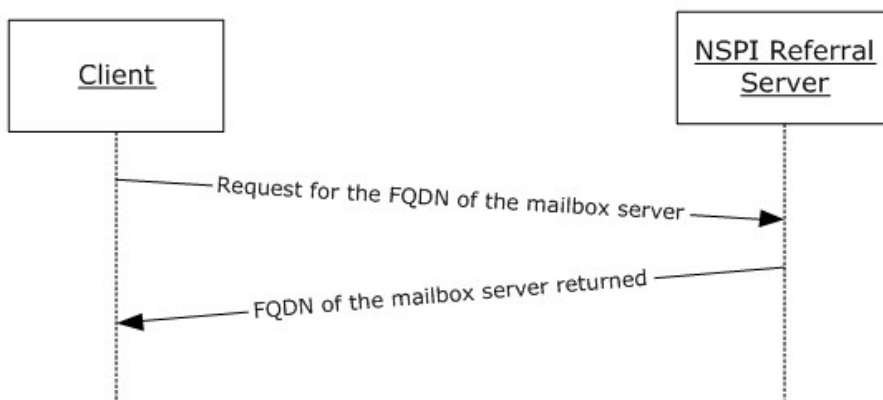 Client
NSPI Referral
Server
Request for the FQDN of the mailbox server
FQDN of the mailbox server returned